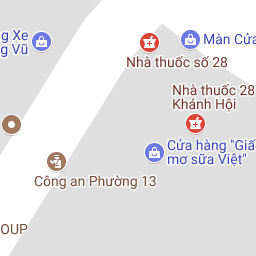 g Xe
g Vũ
Màn Cửa
Nhà thuốc số 28
Nhà thuốc 28
Khánh Hội
Cửa hàng "Giấ
mơ sữa Việt"
Công an Phường 13
OUP